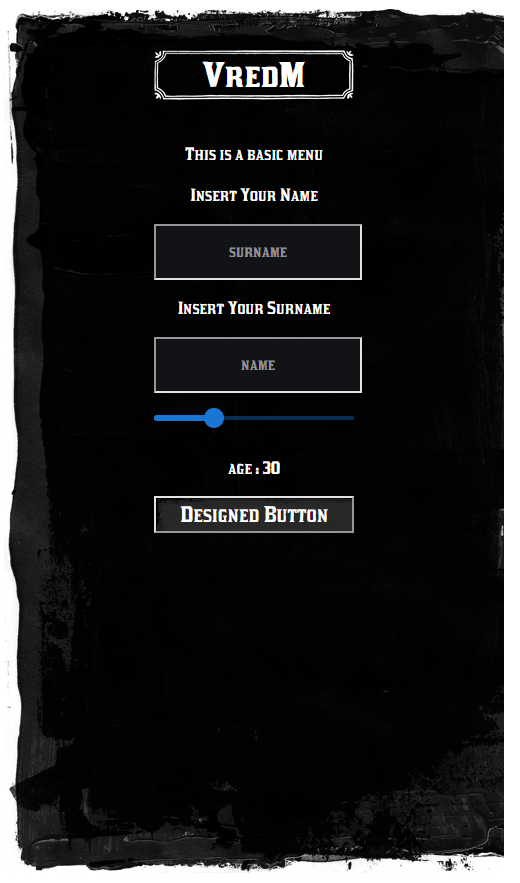 VredM
This is a basic menu
Insert Your Name
surname
Insert Your Surname
name
age : 30
Designed Button